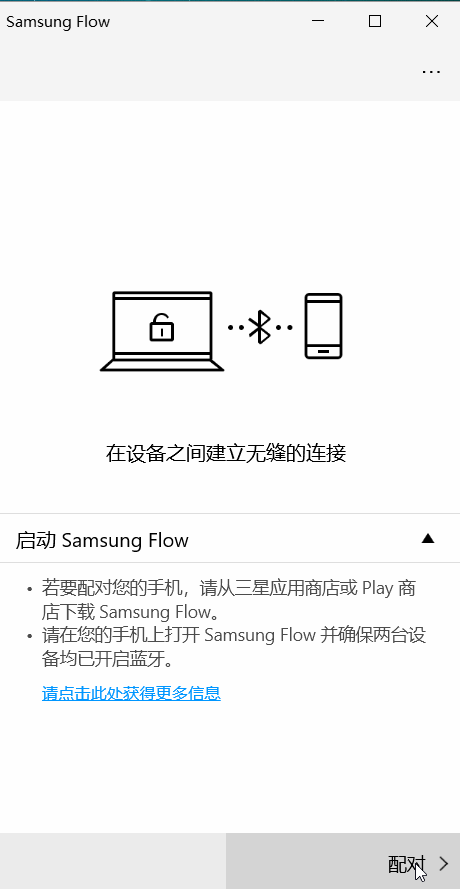 Samsung Flow
...
在设备之间建立无缝的连接
启动 Samsung Flow
• 若要配对您的手机，请从三星应用商店或 Play 商
店下载 Samsung Flow。
• 请在您的手机上打开 Samsung Flow 并确保两台设
备均已开启蓝牙。
请点击此处获得更多信息
配对